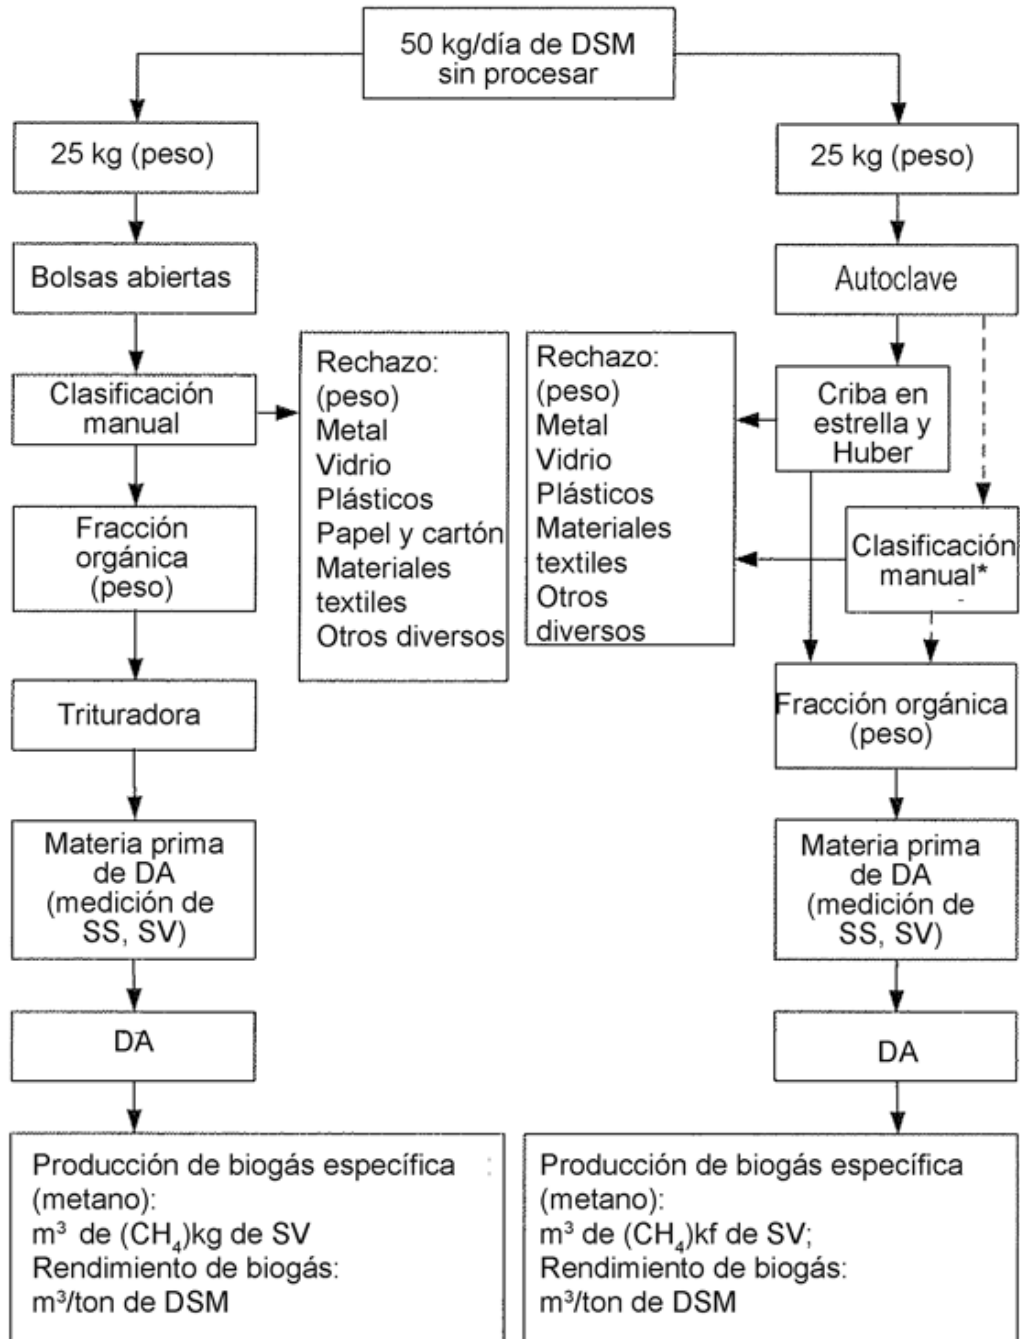 50 kg/día de DSM
sin procesar
25 kg (peso)
Bolsas abiertas
Clasificación
manual
Rechazo:
(peso)
Metal
Vidrio
Plásticos
Papel y cartón
Materiales
textiles
Otros diversos
Fracción
orgánica
(peso)
Trituradora
Materia prima
de DA
(medición de
SS, SV)
DA
Producción de biogás específica
(metano):
m³ de (CH₄)kg de SV
Rendimiento de biogás:
m³/ton de DSM
25 kg (peso)
Autoclave
Criba en
estrella y
Huber
Rechazo:
(peso)
Metal
Vidrio
Plásticos
Materiales
textiles
Otros
diversos
Clasificación
manual*
Fracción orgánica
(peso)
Materia prima
de DA
(medición de
SS, SV)
DA
Producción de biogás específica
(metano):
m³ de (CH₄)kf de SV;
Rendimiento de biogás:
m³/ton de DSM